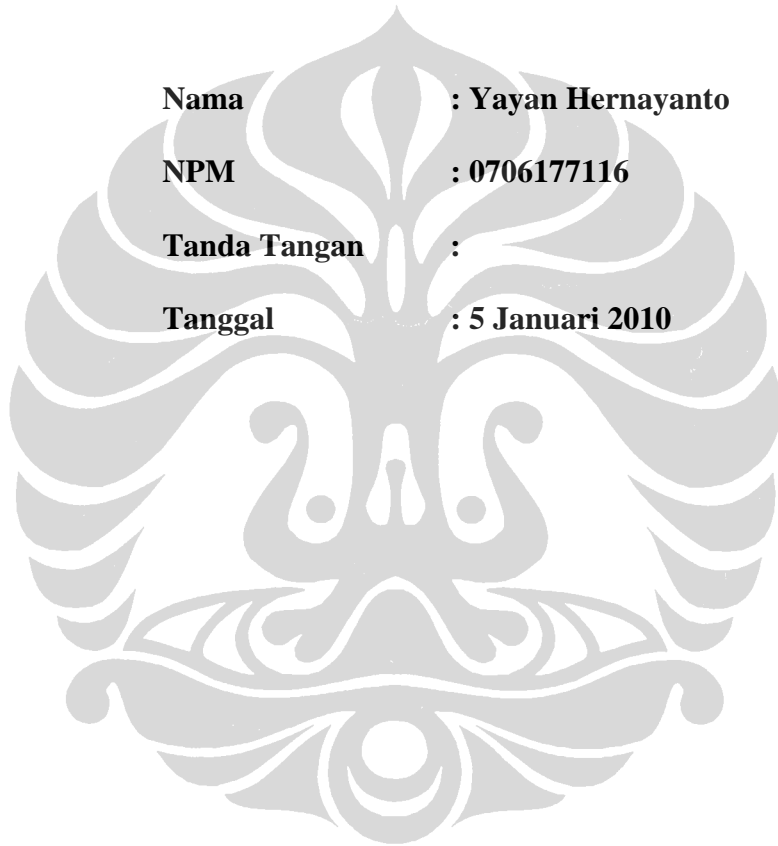 Nama : Yayan Hernayanto
NPM : 0706177116
Tanda Tangan :
Tanggal : 5 Januari 2010